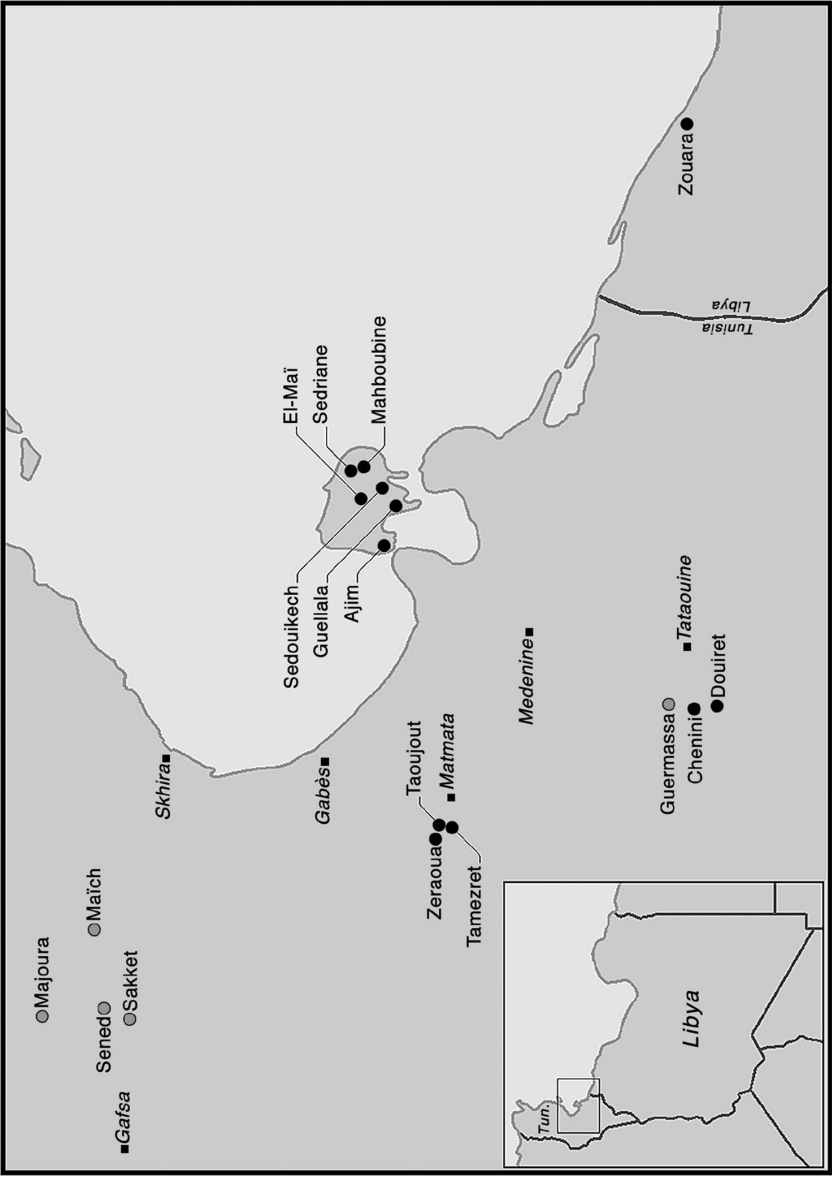 Majoura
Maïch
Sened
Sakket
Gafsa
Skhira
Gabès
El-Maï
Sedriane
Mahboubine
Sedouikech
Guellala
Ajim
Taoujout
Matmata
Zeraoua
Tamezret
Medenine
Tataouine
Guermassa
Chenini
Douiret
Zouara
Tunisia
Libya
Tun.
Libya